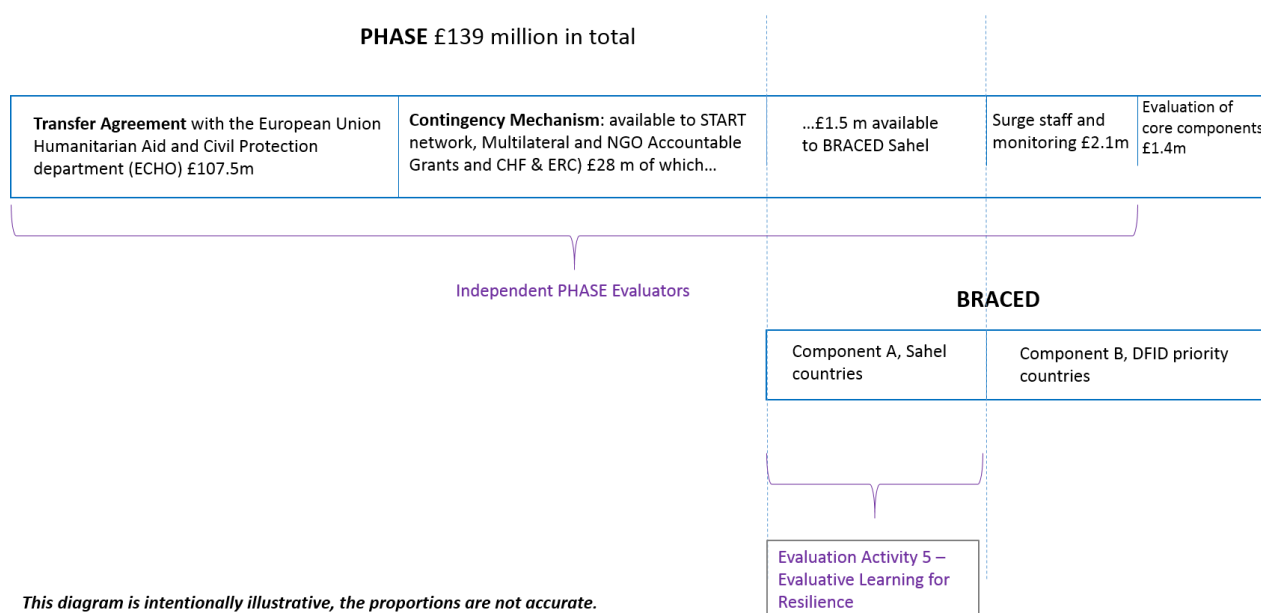 PHASE £139 million in total
Transfer Agreement with the European Union
Humanitarian Aid and Civil Protection
department (ECHO) £107.5m
Contingency Mechanism: available to START
network, Multilateral and NGO Accountable
Grants and CHF & ERC) £28 m of which…
…£1.5 m available
to BRACED Sahel
Surge staff and
monitoring £2.1m
Evaluation of
core components
£1.4m
Independent PHASE Evaluators
BRACED
Component A, Sahel
countries
Component B, DFID priority
countries
Evaluation Activity 5 –
Evaluative Learning for
Resilience
This diagram is intentionally illustrative, the proportions are not accurate.